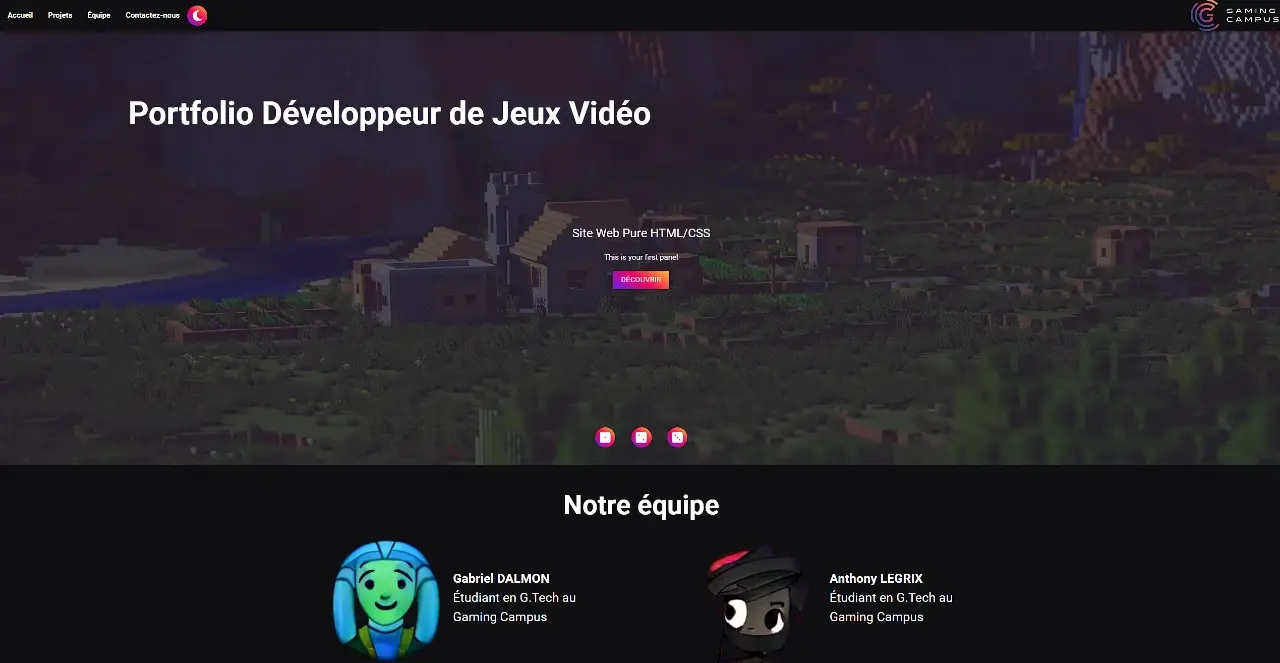 Accueil Projets Équipe Contactez-nous
GAMING
CAMPUS
Portfolio Développeur de Jeux Vidéo
Site Web Pure HTML/CSS
This is your first panel
DÉCOUVRIR
Notre équipe
Gabriel DALMON
Étudiant en G.Tech au
Gaming Campus
Anthony LEGRIX
Étudiant en G.Tech au
Gaming Campus